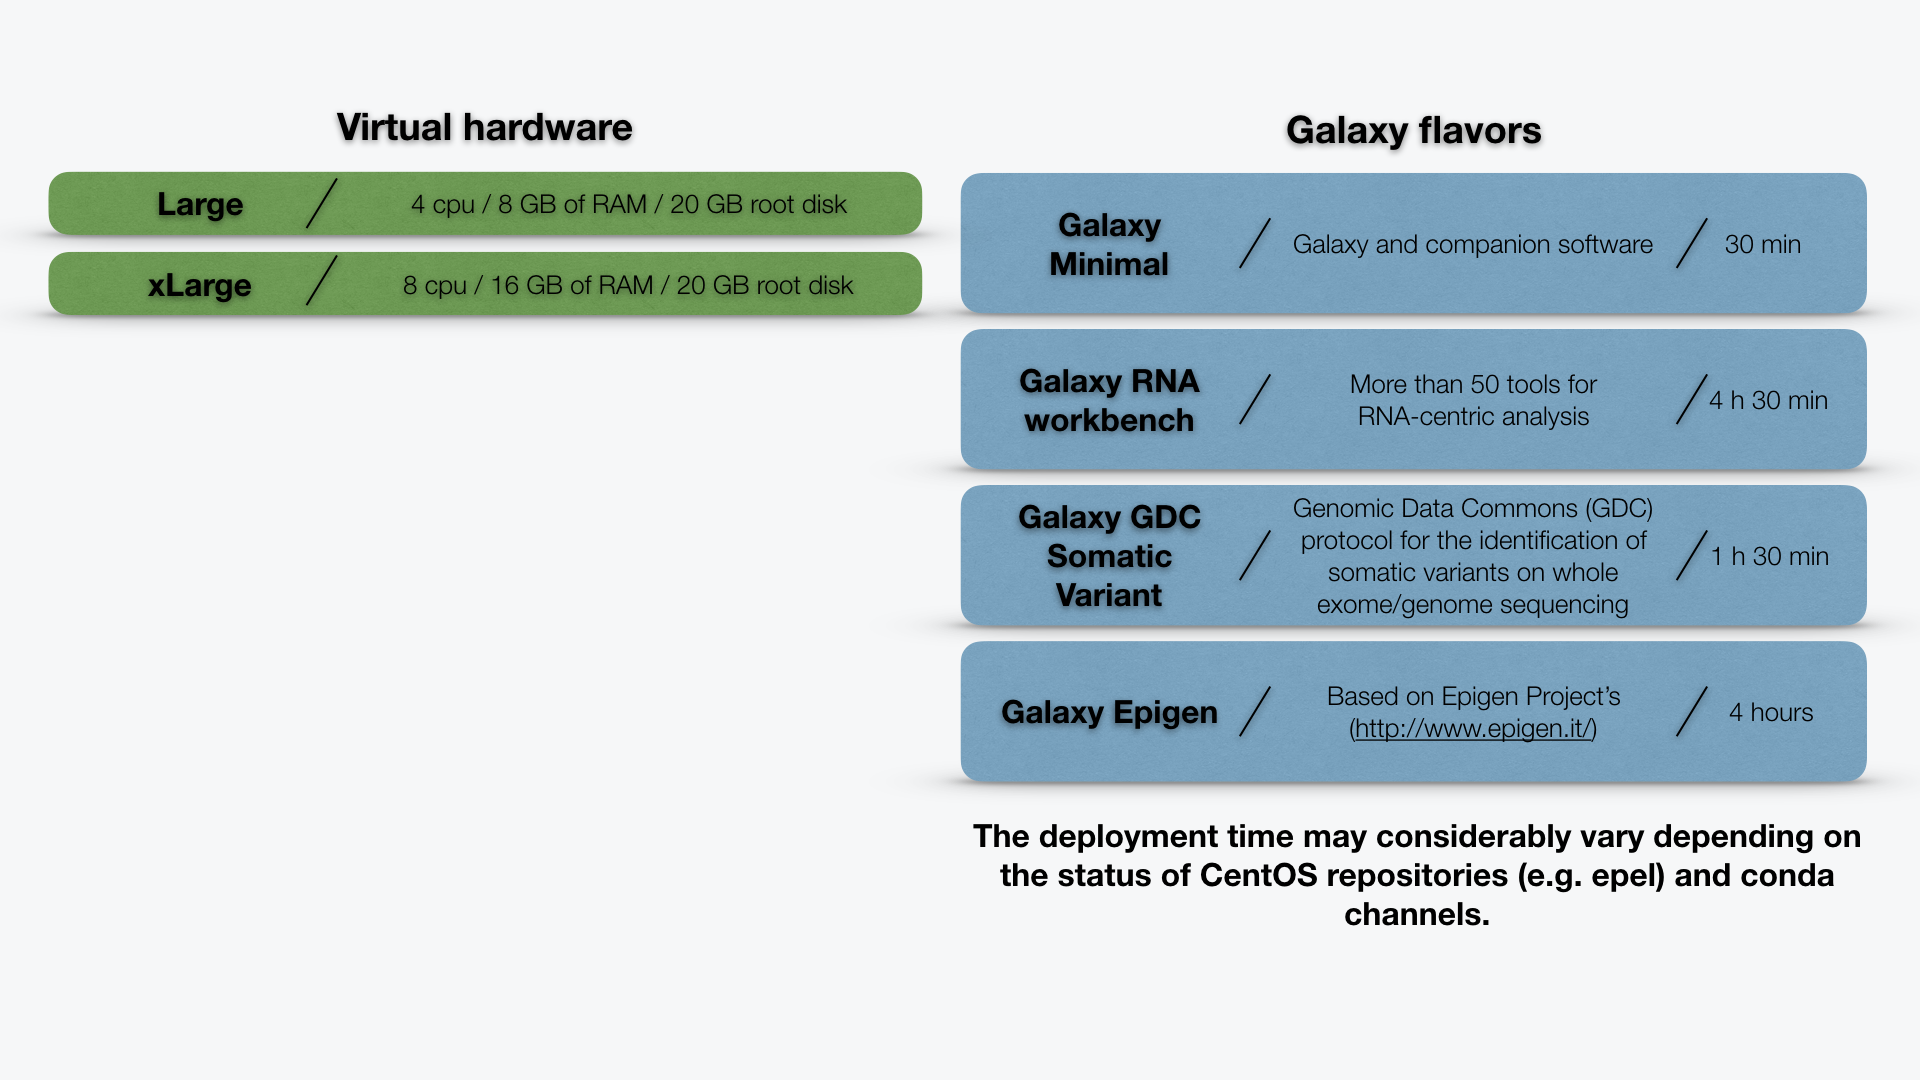 Virtual hardware
Large / 4 cpu / 8 GB of RAM / 20 GB root disk
xLarge / 8 cpu / 16 GB of RAM / 20 GB root disk
Galaxy flavors
Galaxy
Minimal
Galaxy and companion software
30 min
Galaxy RNA
workbench
More than 50 tools for
RNA-centric analysis
4 h 30 min
Galaxy GDC
Somatic
Variant
Genomic Data Commons (GDC)
protocol for the identification of
somatic variants on whole
exome/genome sequencing
1 h 30 min
Galaxy Epigen
Based on Epigen Project’s
(http://www.epigen.it/)
4 hours
The deployment time may considerably vary depending on
the status of CentOS repositories (e.g. epel) and conda
channels.